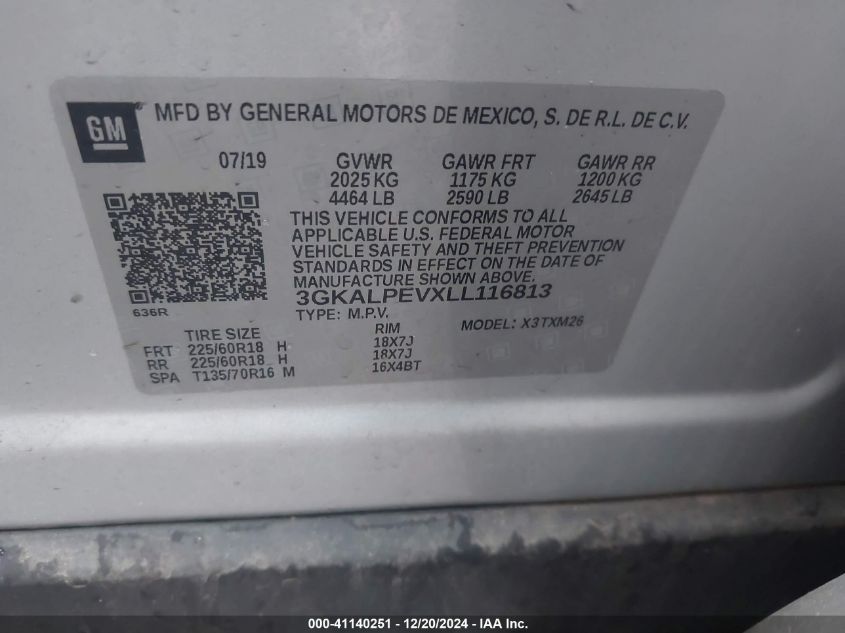 GM MFD BY GENERAL MOTORS DE MEXICO, S. DE R.L. DE C.V.
07/19 GVWR GAWR FRT GAWR RR
2025 KG 1175 KG 1200 KG
4464 LB 2590 LB 2645 LB
THIS VEHICLE CONFORMS TO ALL
APPLICABLE U.S. FEDERAL MOTOR
VEHICLE SAFETY AND THEFT PREVENTION
STANDARDS IN EFFECT ON THE DATE OF
MANUFACTURE SHOWN ABOVE.
3GKALPEVXLL116813
636R TYPE: M.P.V. MODEL: X3TXM26
TIRE SIZE RIM
FRT 225/60R18 H 18X7J
RR 225/60R18 H 18X7J
SPA T135/70R16 M 16X4BT
000-41140251 - 12/20/2024 - IAA Inc.